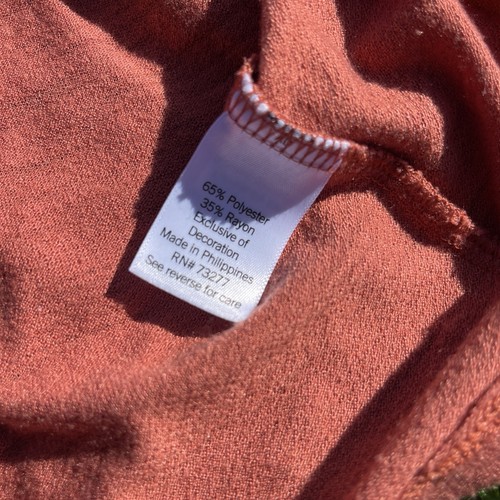 65% Polyester
35% Rayon
Exclusive of
Decoration
Made in Philippines
RN# 73277
See reverse for care